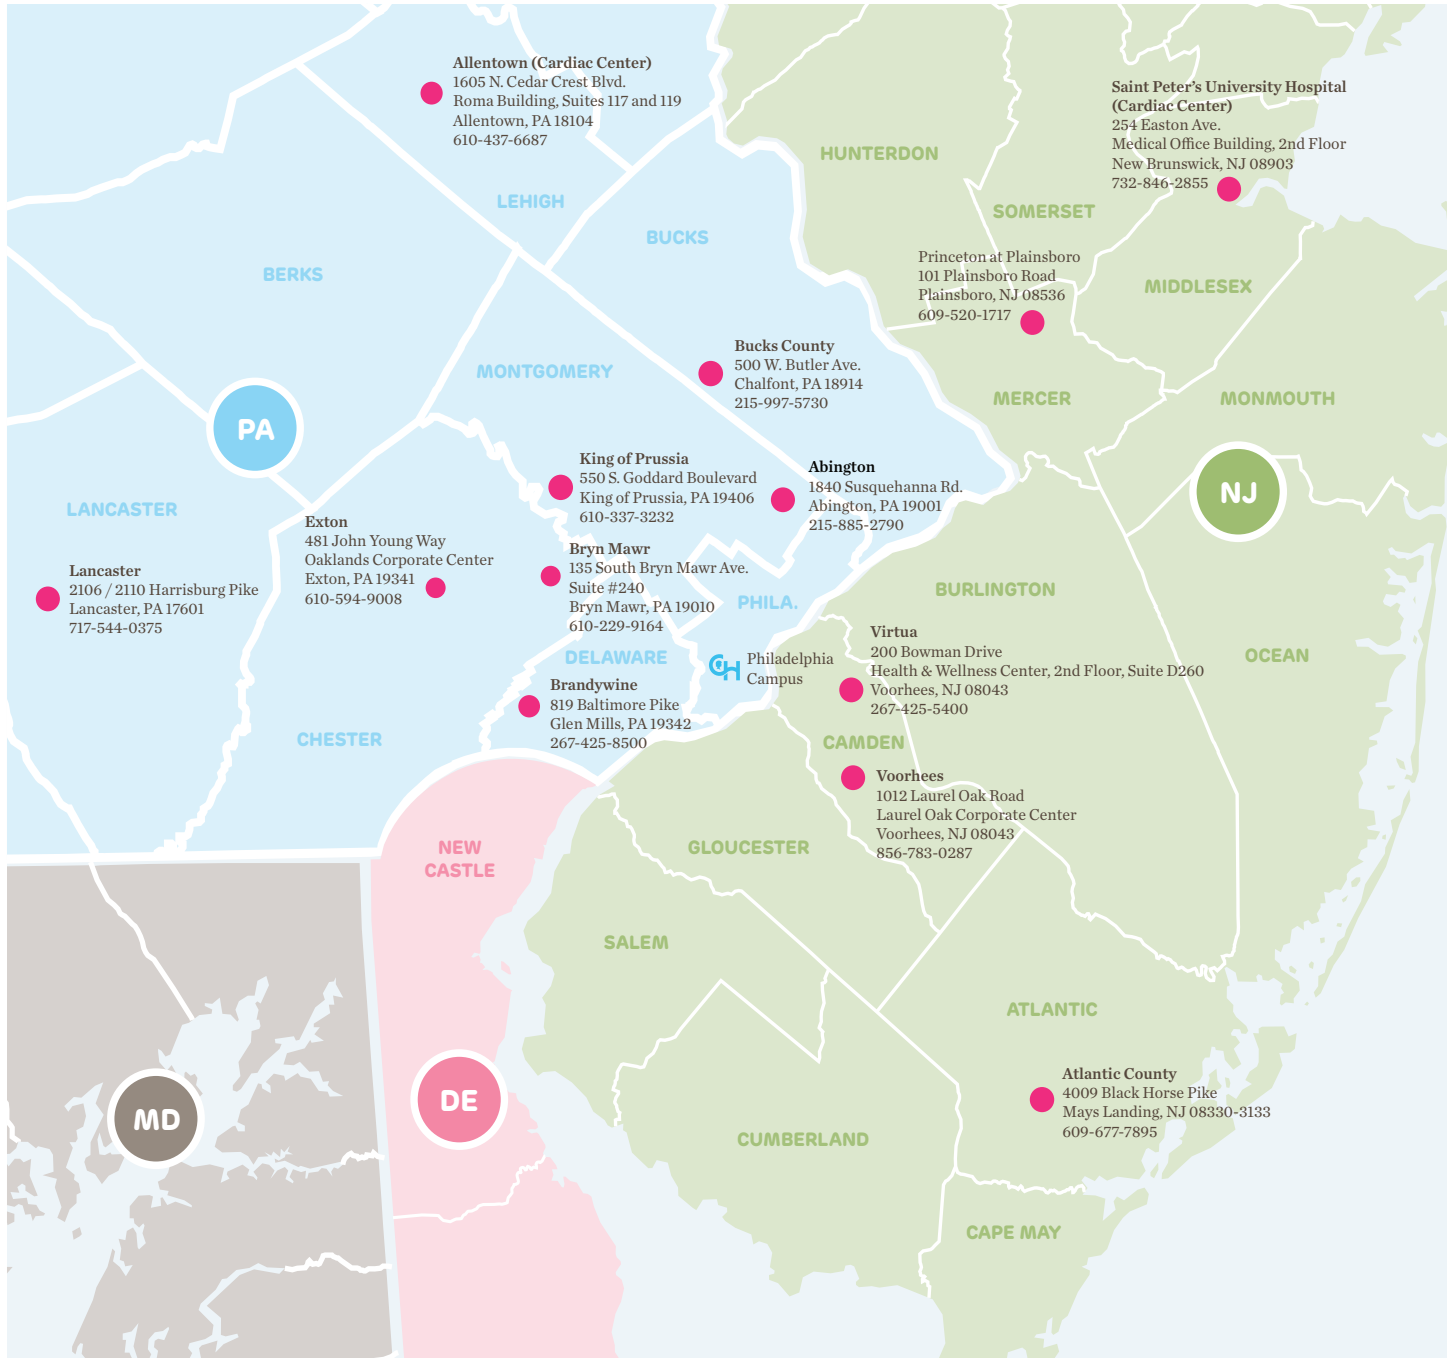 Allentown (Cardiac Center)
1605 N. Cedar Crest Blvd.
Roma Building, Suites 117 and 119
Allentown, PA 18104
610-437-6687
Saint Peter's University Hospital
(Cardiac Center)
254 Easton Ave.
Medical Office Building, 2nd Floor
New Brunswick, NJ 08903
732-846-2855
HUNTERDON
LEHIGH
SOMERSET
BUCKS
BERKS
Princeton at Plainsboro
101 Plainsboro Road
Plainsboro, NJ 08536
609-520-1717
MIDDLESEX
Bucks County
500 W. Butler Ave.
Chalfont, PA 18914
215-997-5730
MONTGOMERY
MERCER
MONMOUTH
PA
King of Prussia
550 S. Goddard Boulevard
King of Prussia, PA 19406
610-337-3232
Abington
1840 Susquehanna Rd.
Abington, PA 19001
215-885-2790
NJ
LANCASTER
Exton
481 John Young Way
Oaklands Corporate Center
Exton, PA 19341
610-594-9008
Bryn Mawr
135 South Bryn Mawr Ave.
Suite #240
Bryn Mawr, PA 19010
610-229-9164
Lancaster
2106 / 2110 Harrisburg Pike
Lancaster, PA 17601
717-544-0375
PHILA.
BURLINGTON
Virtua
200 Bowman Drive
Health & Wellness Center, 2nd Floor, Suite D260
Voorhees, NJ 08043
267-425-5400
DELAWARE
CH Philadelphia
Campus
OCEAN
Brandywine
819 Baltimore Pike
Glen Mills, PA 19342
267-425-8500
CHESTER
CAMDEN
Voorhees
1012 Laurel Oak Road
Laurel Oak Corporate Center
Voorhees, NJ 08043
856-783-0287
NEW
CASTLE
GLOUCESTER
SALEM
ATLANTIC
Atlantic County
4009 Black Horse Pike
Mays Landing, NJ 08330-3133
609-677-7895
DE
MD
CUMBERLAND
CAPE MAY